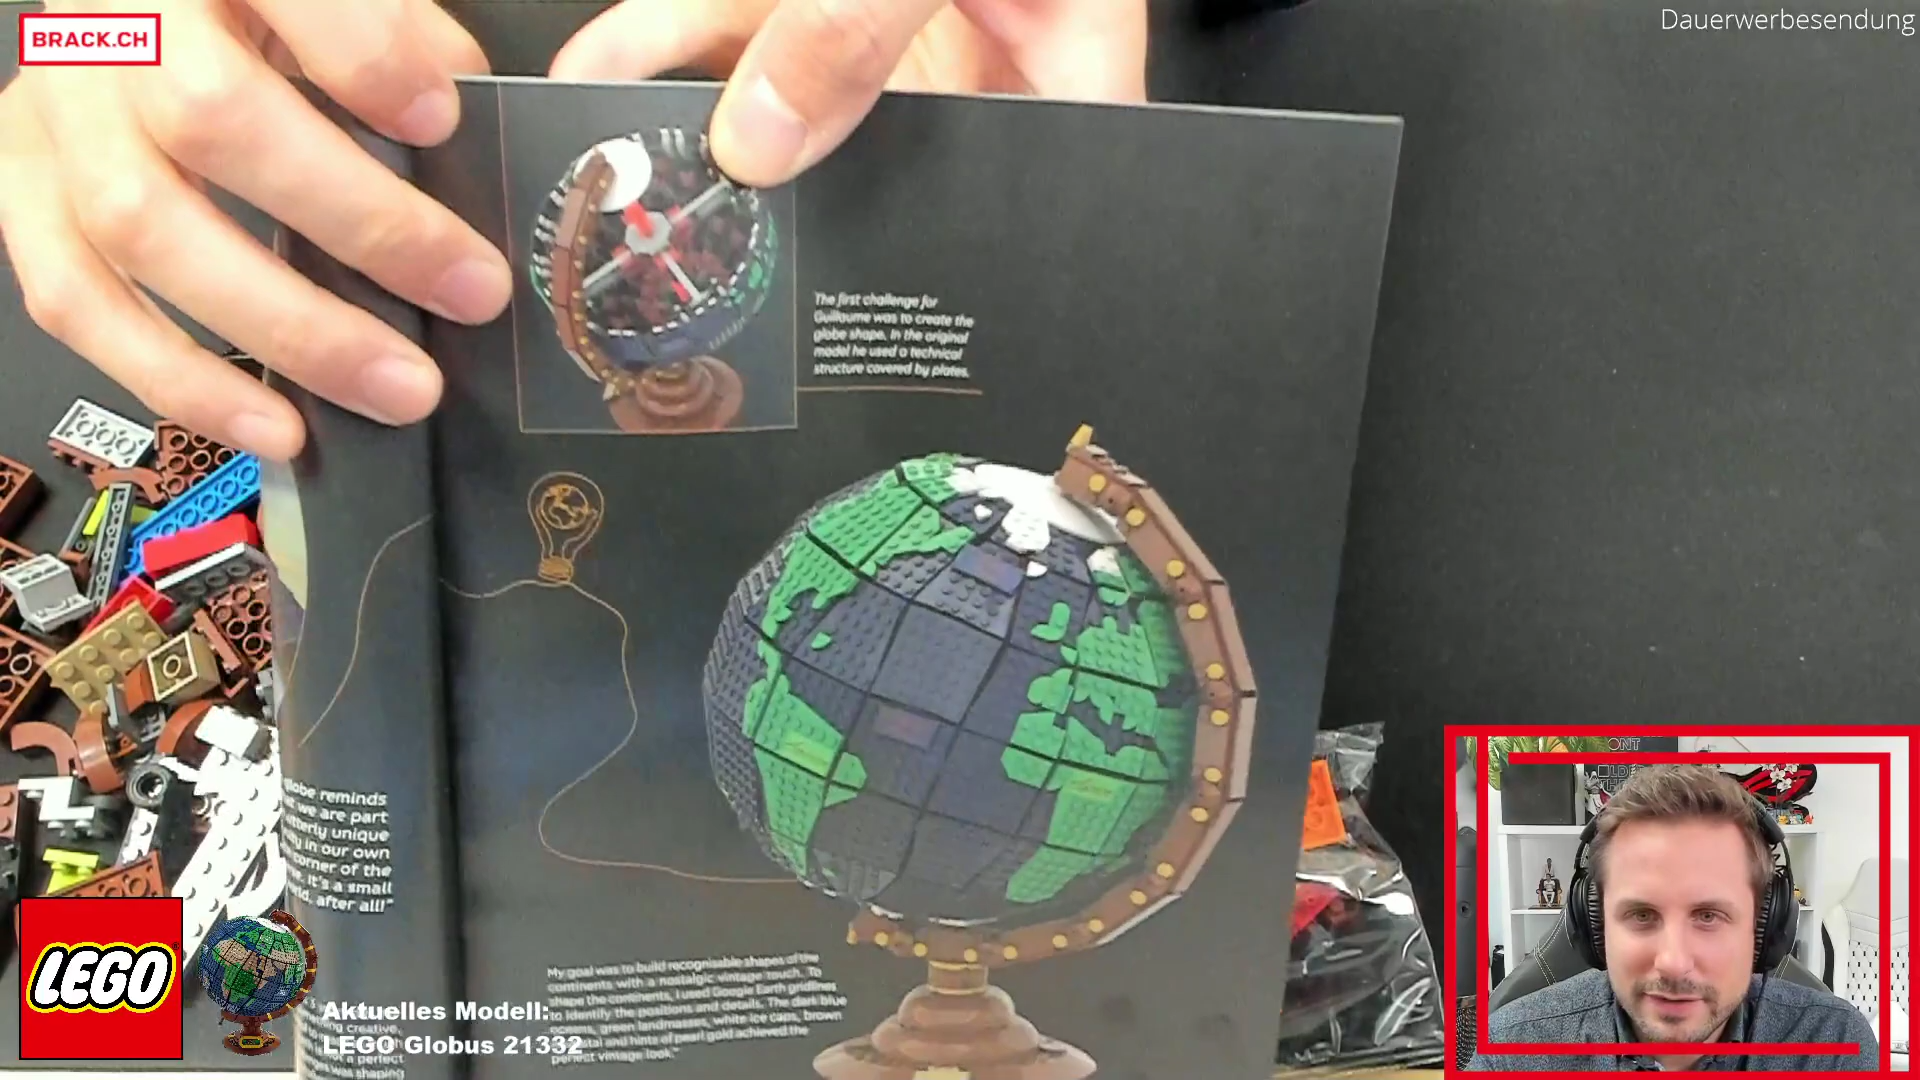 BRACK.CH
Dauerwerbesendung
The first challenge for
Guillaume was to create the
globe shape. In the original
model he used a technical
structure covered by plates.
globe reminds
we are part
utterly unique
in our own
corner of the
It's a small
after all!"
My goal was to build recognisable shapes of the
continents with a nostalgic vintage touch. To
shape the continents, I used Google Earth gridlines
to identify the positions and details. The dark blue
oceans, green landmasses, white ice caps, brown
and hints of pearl gold achieved the
perfect vintage look."
creative,
a perfect
was shaping
LEGO
Aktuelles Modell:
LEGO Globus 21332